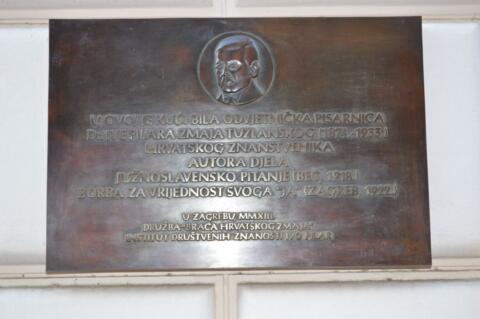 U OVOJ JE KUĆI BILA ODVJETNIČKA PISARNICA
Dr. IVE PILARA ZMAJA TUZLANSKOG (1874.-1933.)
HRVATSKOG ZNANSTVENIKA
AUTORA DJELA
JUŽNOSLAVENSKO PITANJE (BEČ, 1918.) I
BORBA ZA VRIJEDNOST SVOGA "JA" (ZAGREB, 1922.)
U ZAGREBU MMXIII.
DRUŽBA "BRAĆA HRVATSKOG ZMAJA"
INSTITUT DRUŠTVENIH ZNANOSTI IVO PILAR